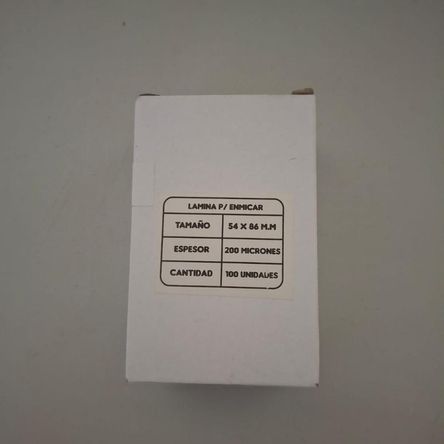 LAMINA P/ ENMICAR
TAMAÑO 54 X 86 M.M
ESPESOR 200 MICRONES
CANTIDAD 100 UNIDADES